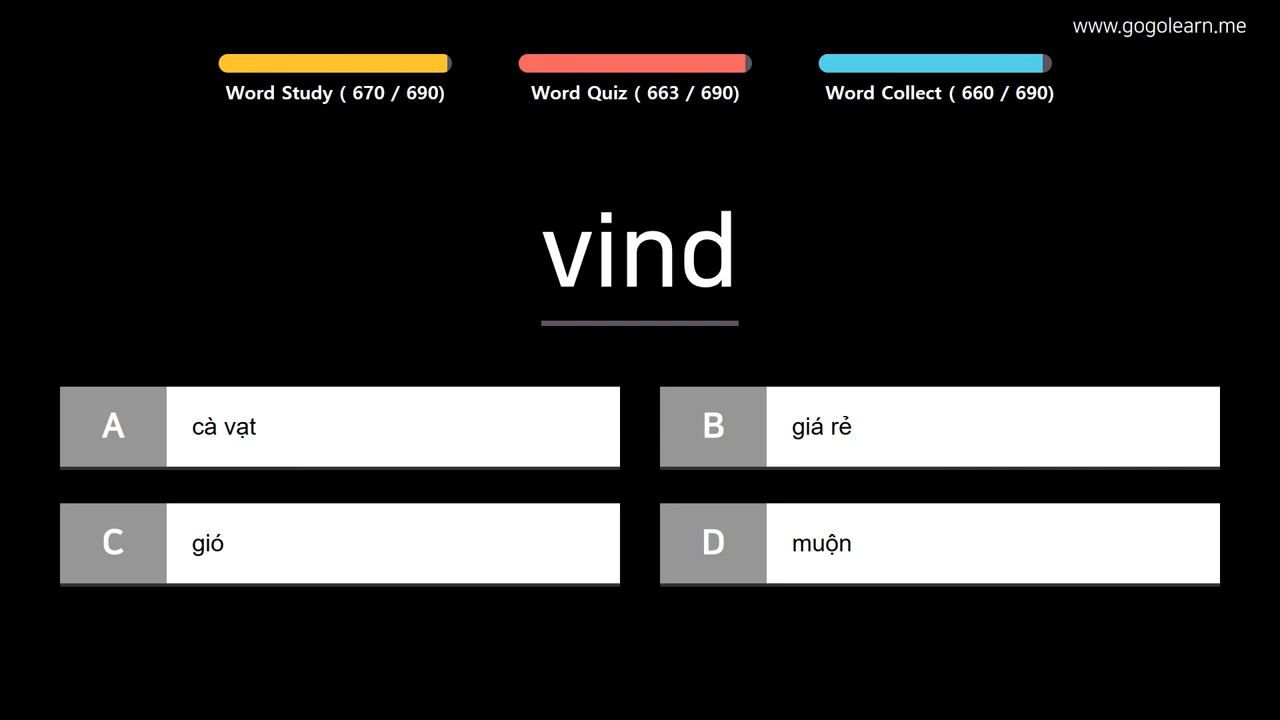 www.gogolearn.me
Word Study ( 670 / 690)
Word Quiz ( 663 / 690)
Word Collect ( 660 / 690)
vind
A
cà vạt
B
giá rẻ
C
gió
D
muộn